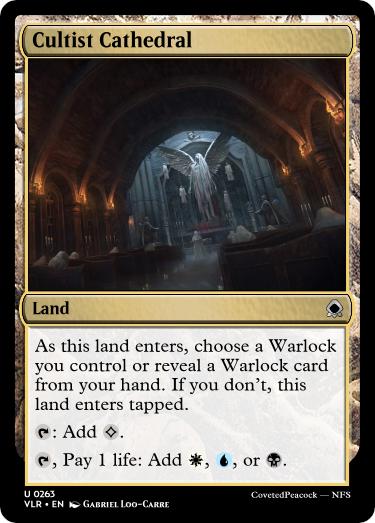 Cultist Cathedral
Land
As this land enters, choose a Warlock
you control or reveal a Warlock card
from your hand. If you don't, this
land enters tapped.
: Add .
, Pay 1 life: Add , , or .
U 0263
VLR • EN Gabriel Loo-Carre
CovetedPeacock — NFS